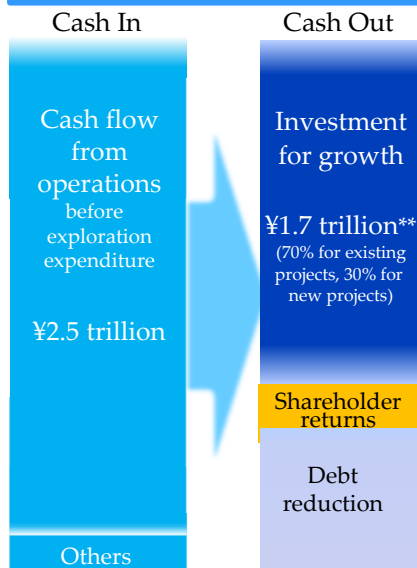 Cash In
Cash flow
from
operations
before
exploration
expenditure
¥2.5 trillion
Others
Cash Out
Investment
for growth
¥1.7 trillion**
(70% for existing
projects, 30% for
new projects)
Shareholder
returns
Debt
reduction